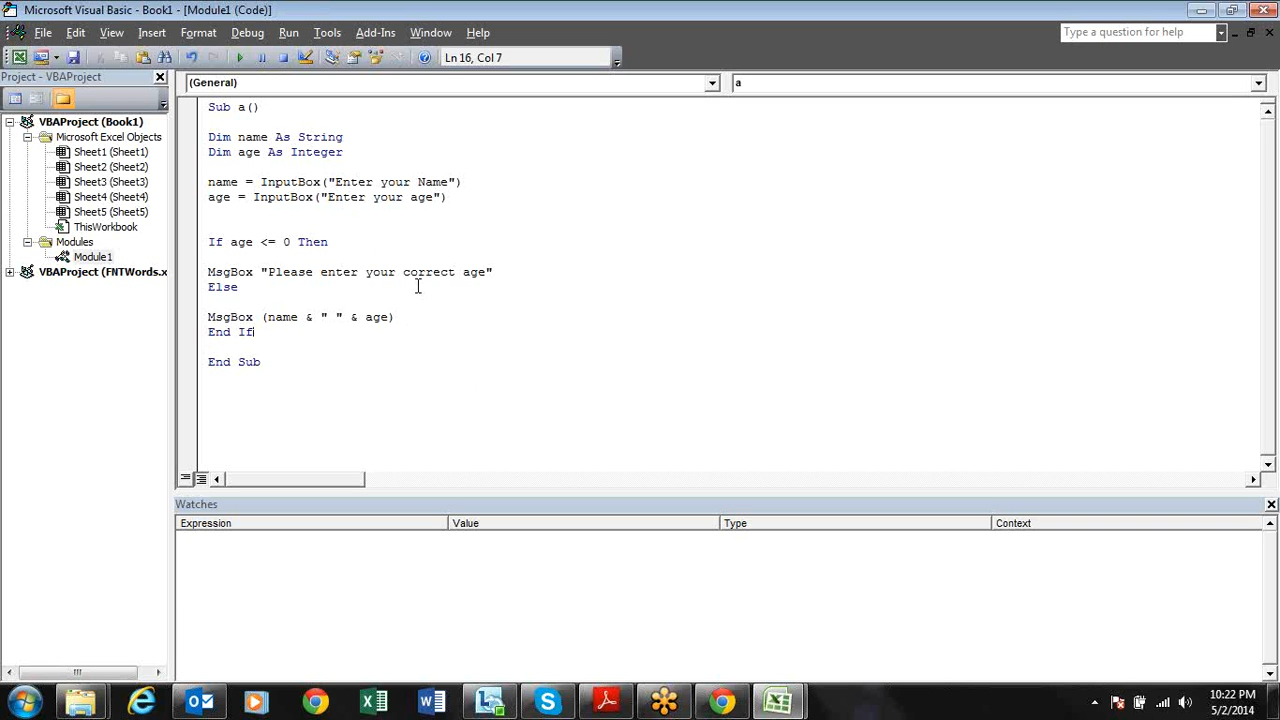 Microsoft Visual Basic - Book1 - [Module1 (Code)]
File Edit View Insert Format Debug Run Tools Add-Ins Window Help
Type a question for help
Ln 16, Col 7
Project - VBAProject
(General)
a
VBAProject (Book1)
Microsoft Excel Objects
Sheet1 (Sheet1)
Sheet2 (Sheet2)
Sheet3 (Sheet3)
Sheet4 (Sheet4)
Sheet5 (Sheet5)
ThisWorkbook
Modules
Module1
VBAProject (FNTWords.x
Sub a()
Dim name As String
Dim age As Integer
name = InputBox("Enter your Name")
age = InputBox("Enter your age")
If age <= 0 Then
MsgBox "Please enter your correct age"
Else
MsgBox (name & " " & age)
End If
End Sub
Watches
Expression Value Type Context
10:22 PM
5/2/2014